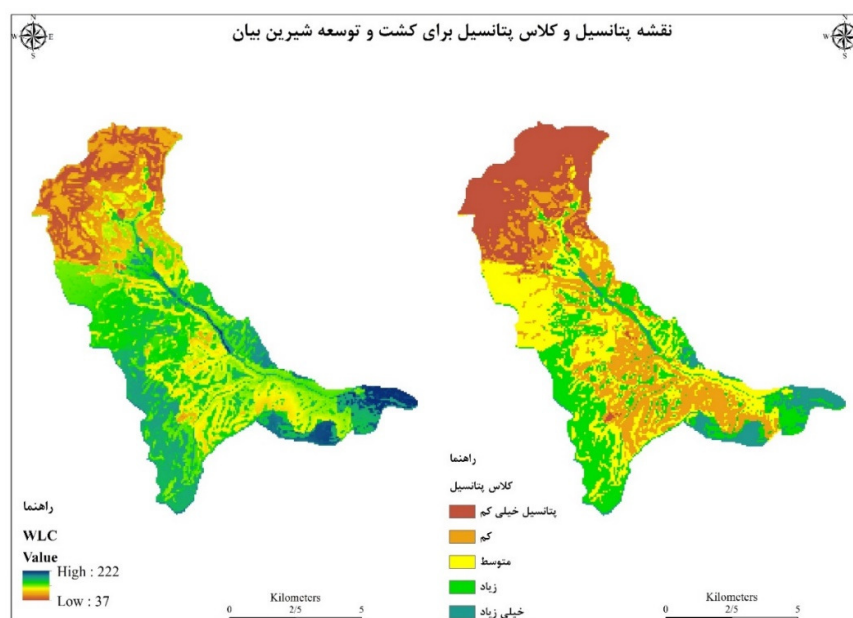 نقشه پتانسیل و کلاس پتانسیل برای کشت و توسعه شیرین بیان
N
W E
S
N
W E
S
راهنما
WLC
Value
High : 222
Low : 37
Kilometers
0 2/5 5
راهنما
کلاس پتانسیل
پتانسیل خیلی کم
کم
متوسط
زیاد
خیلی زیاد
Kilometers
0 2/5 5